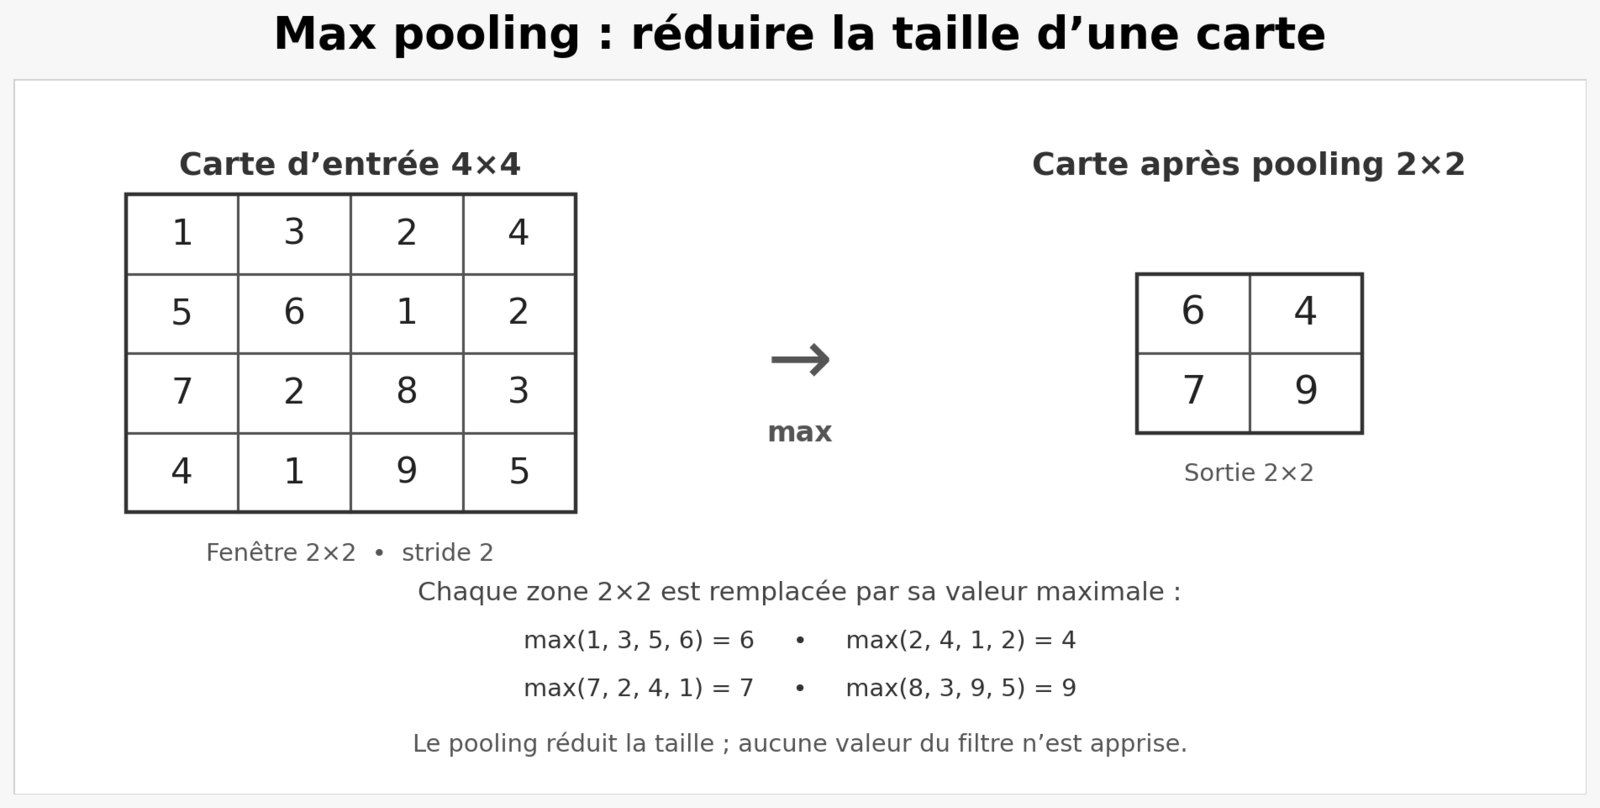 Max pooling : réduire la taille d’une carte
Carte d’entrée 4×4
1 3 2 4
5 6 1 2
7 2 8 3
4 1 9 5
Fenêtre 2×2 • stride 2
→
max
Carte après pooling 2×2
6 4
7 9
Sortie 2×2
Chaque zone 2×2 est remplacée par sa valeur maximale :
max(1, 3, 5, 6) = 6 • max(2, 4, 1, 2) = 4
max(7, 2, 4, 1) = 7 • max(8, 3, 9, 5) = 9
Le pooling réduit la taille ; aucune valeur du filtre n’est apprise.